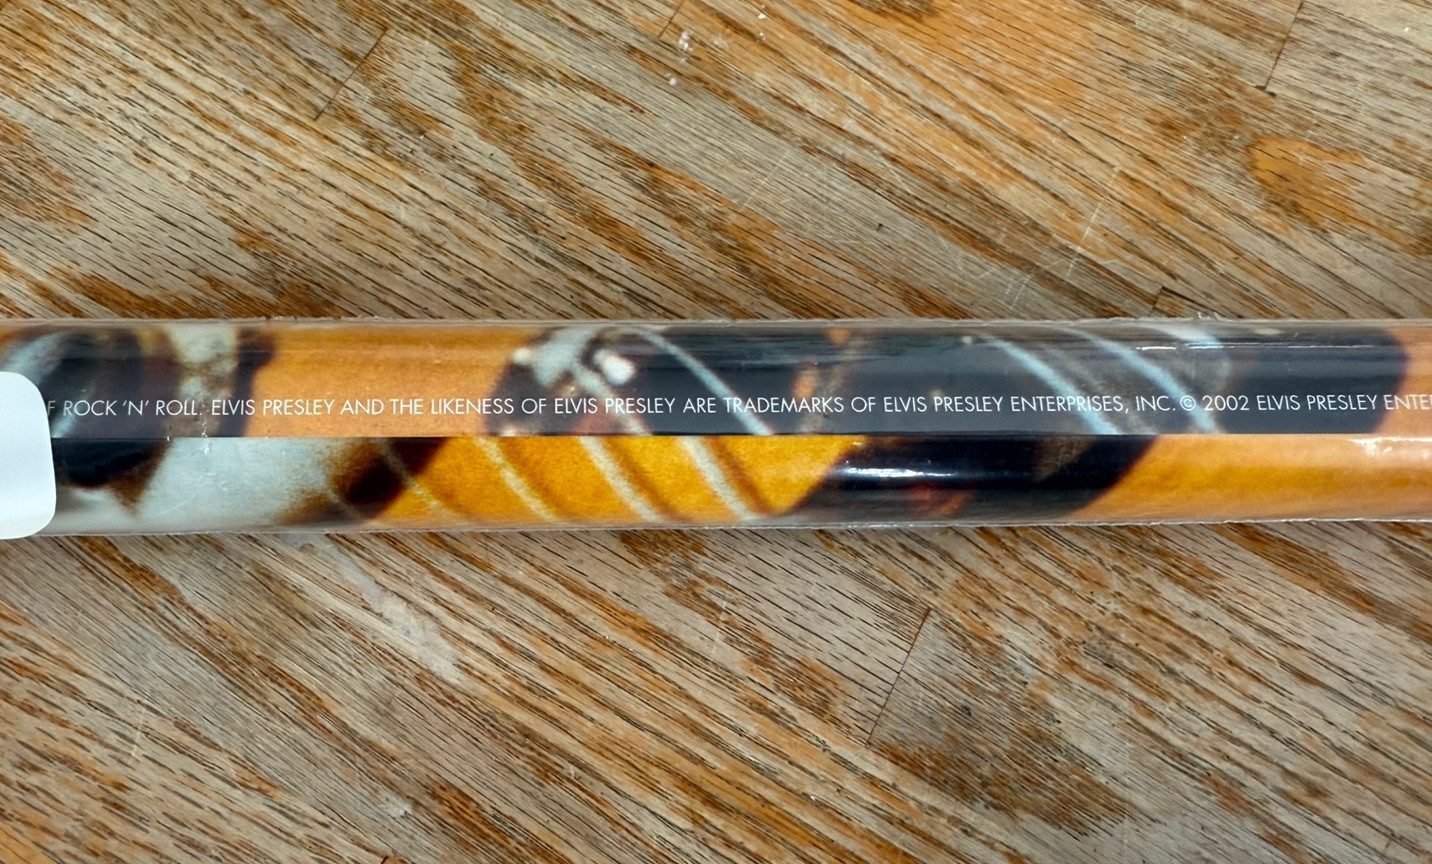 ROCK 'N' ROLL. ELVIS PRESLEY AND THE LIKENESS OF ELVIS PRESLEY ARE TRADEMARKS OF ELVIS PRESLEY ENTERPRISES, INC. © 2002 ELVIS PRESLEY